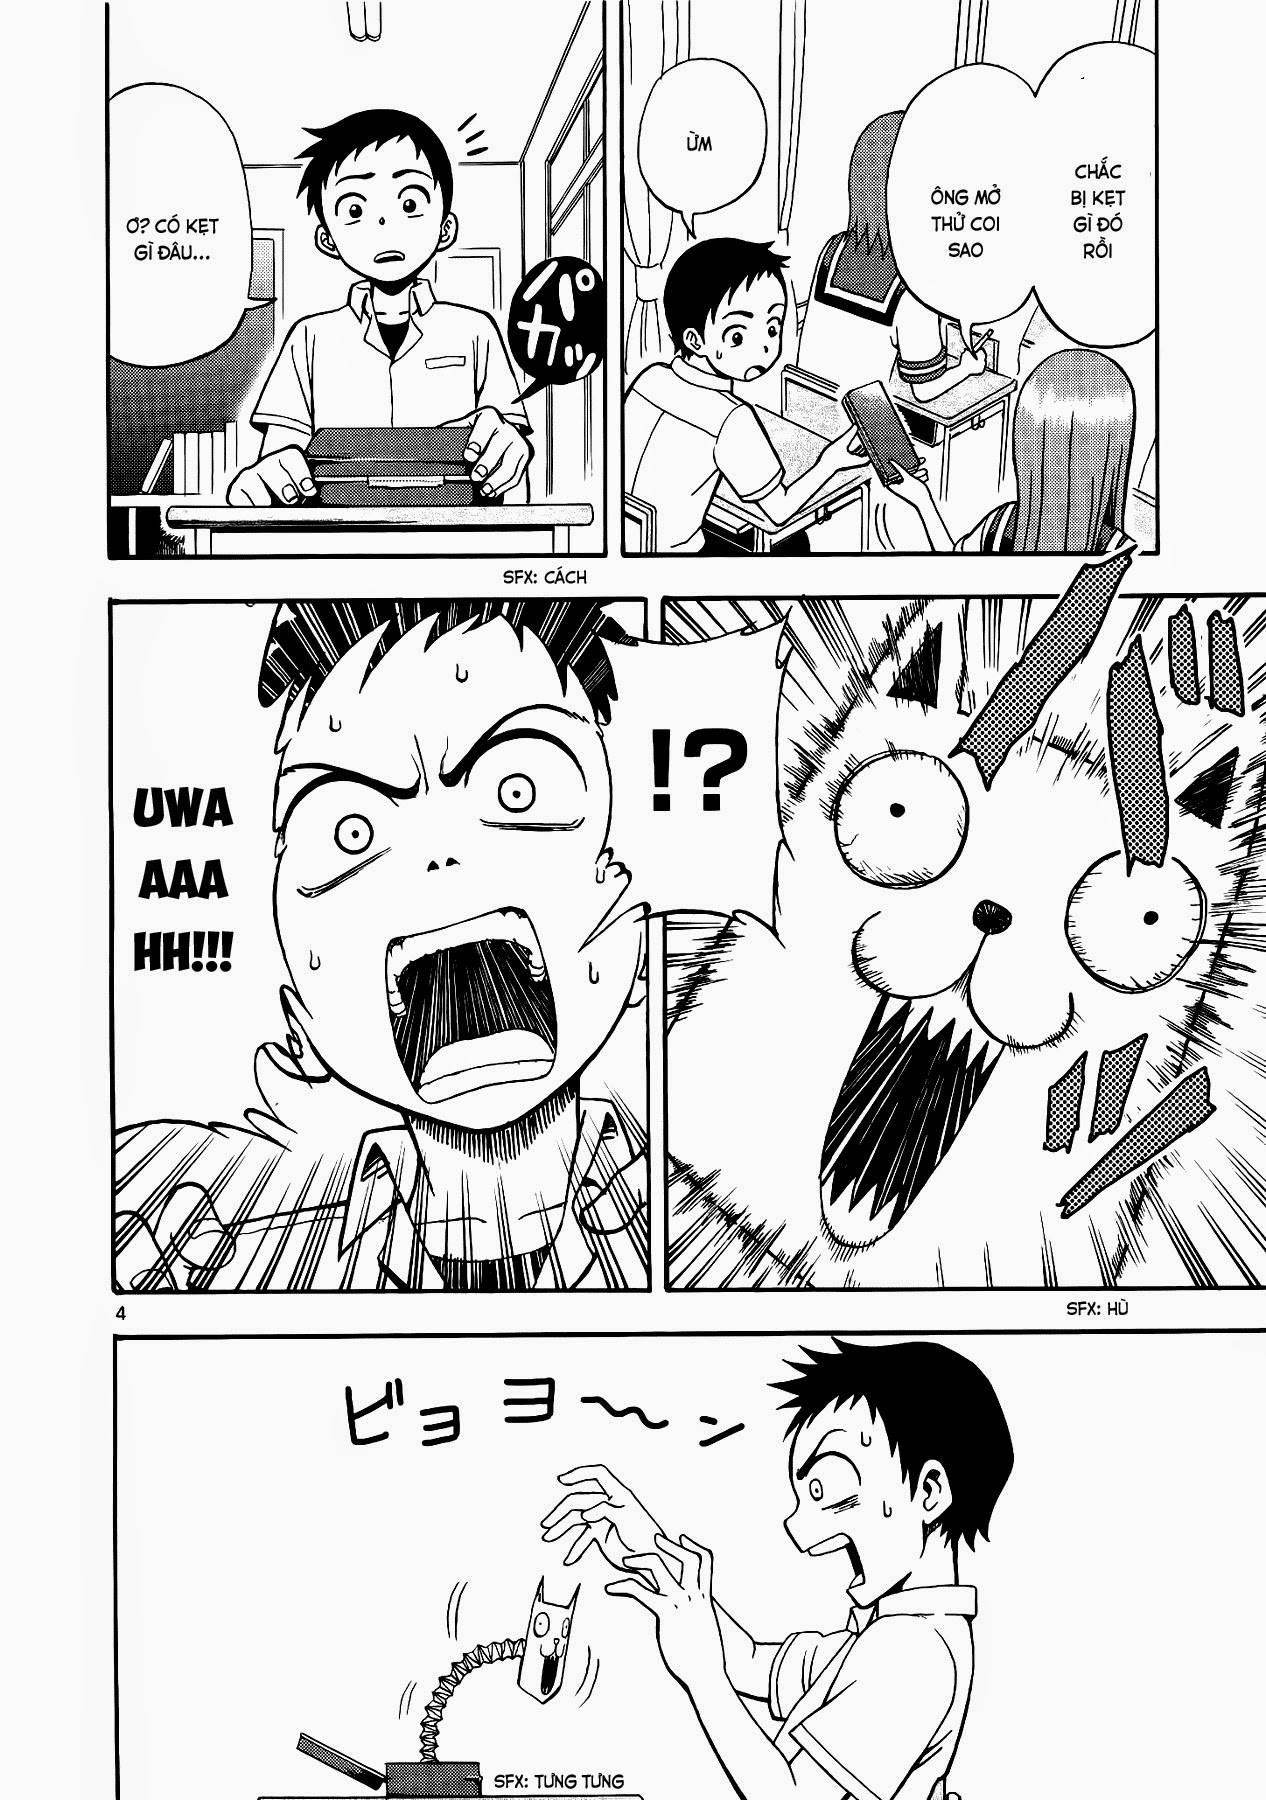 CHẮC
BỊ KẸT
GÌ ĐÓ
RỒI
ÔNG MỞ
THỬ COI
SAO
ỪM
パカッ
Ơ? CÓ KẸT
GÌ ĐÂU...
SFX: CÁCH
!?
UWA
AAA
HH!!!
SFX: HÙ
4
ビョヨ〜ン
SFX: TƯNG TƯNG